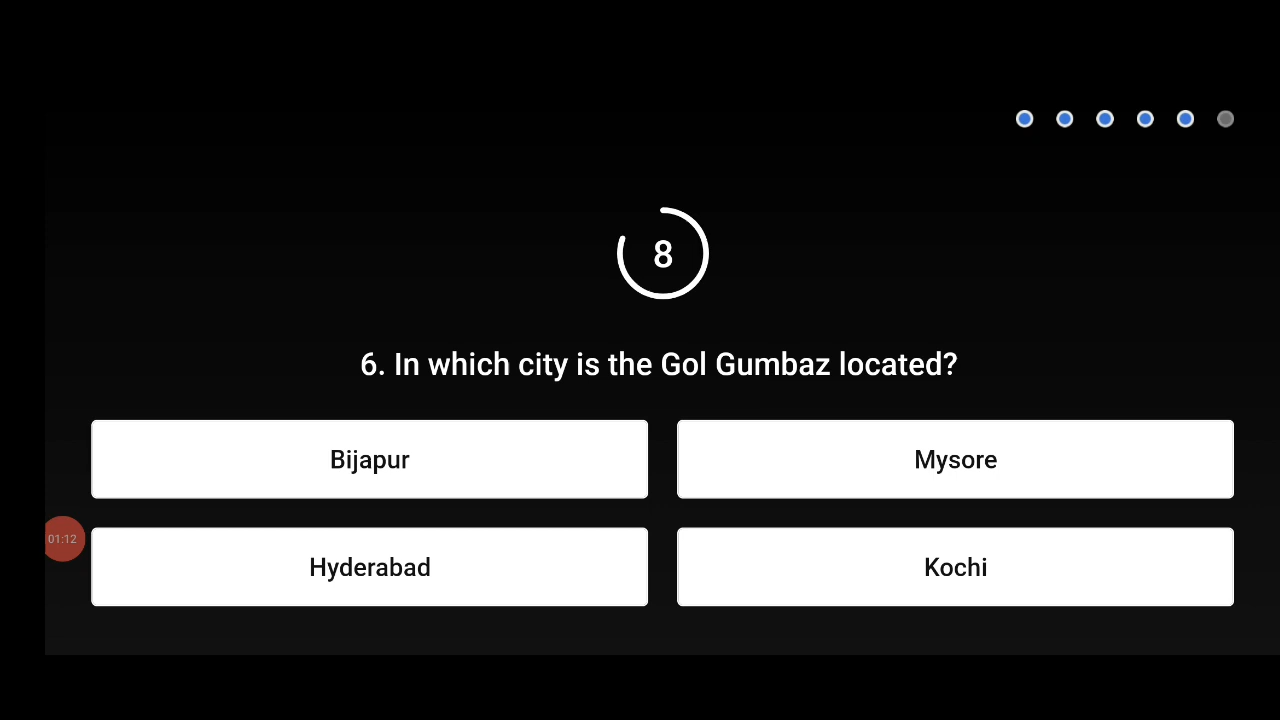 8
6. In which city is the Gol Gumbaz located?
Bijapur
Mysore
01:12
Hyderabad
Kochi